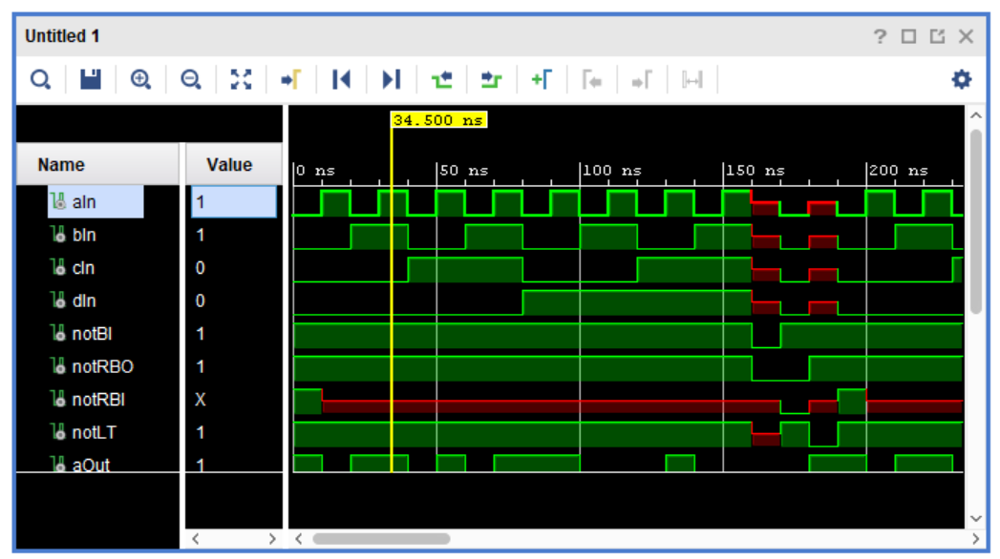 Untitled 1
34.500 ns
Name Value
0 ns 50 ns 100 ns 150 ns 200 ns
aIn 1
bIn 1
cIn 0
dIn 0
notBI 1
notRBO 1
notRBI X
notLT 1
aOut 1